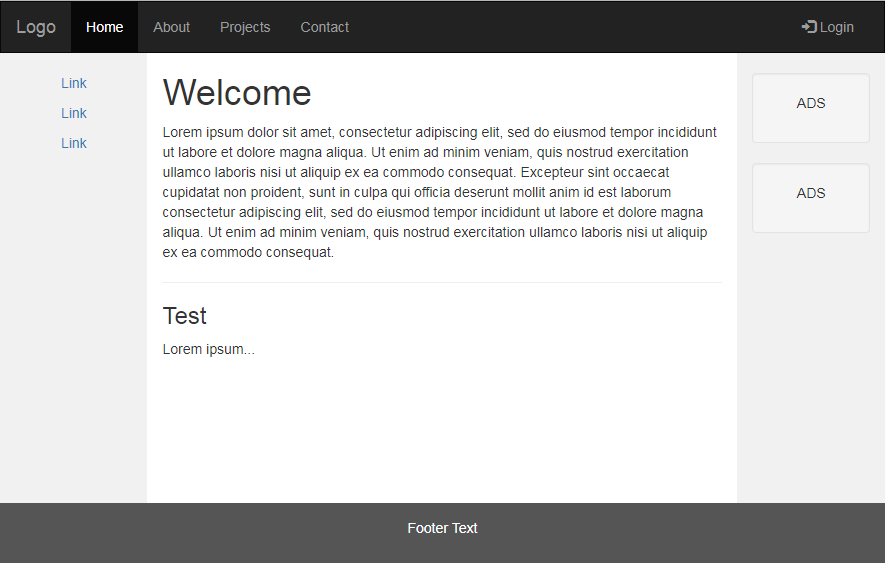 Logo Home About Projects Contact Login
Link
Link
Link
Welcome
Lorem ipsum dolor sit amet, consectetur adipiscing elit, sed do eiusmod tempor incididunt
ut labore et dolore magna aliqua. Ut enim ad minim veniam, quis nostrud exercitation
ullamco laboris nisi ut aliquip ex ea commodo consequat. Excepteur sint occaecat
cupidatat non proident, sunt in culpa qui officia deserunt mollit anim id est laborum
consectetur adipiscing elit, sed do eiusmod tempor incididunt ut labore et dolore magna
aliqua. Ut enim ad minim veniam, quis nostrud exercitation ullamco laboris nisi ut aliquip
ex ea commodo consequat.
Test
Lorem ipsum...
ADS
ADS
Footer Text